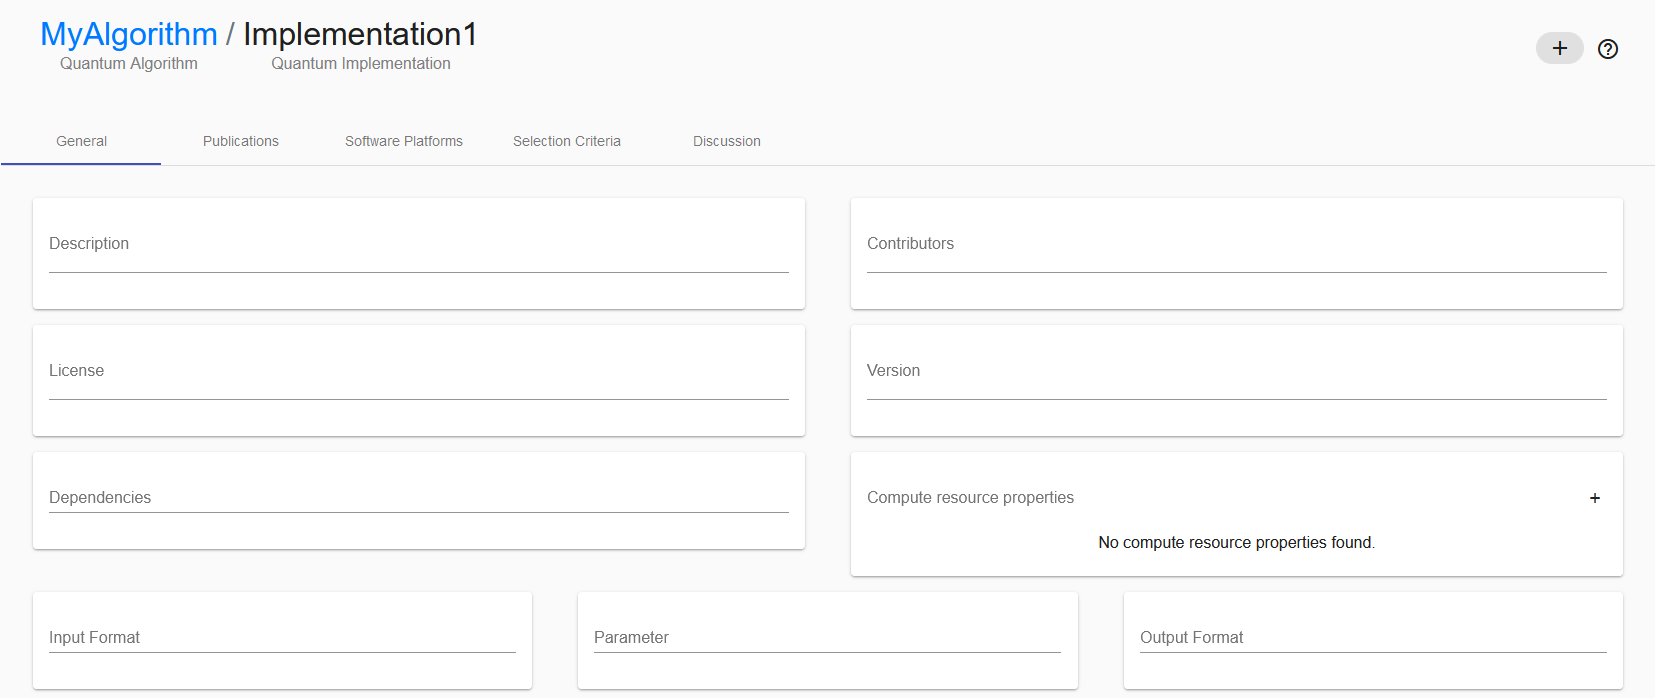 MyAlgorithm / Implementation1
Quantum Algorithm Quantum Implementation
+
General Publications Software Platforms Selection Criteria Discussion
Description Contributors
License Version
Dependencies Compute resource properties +
No compute resource properties found.
Input Format Parameter Output Format